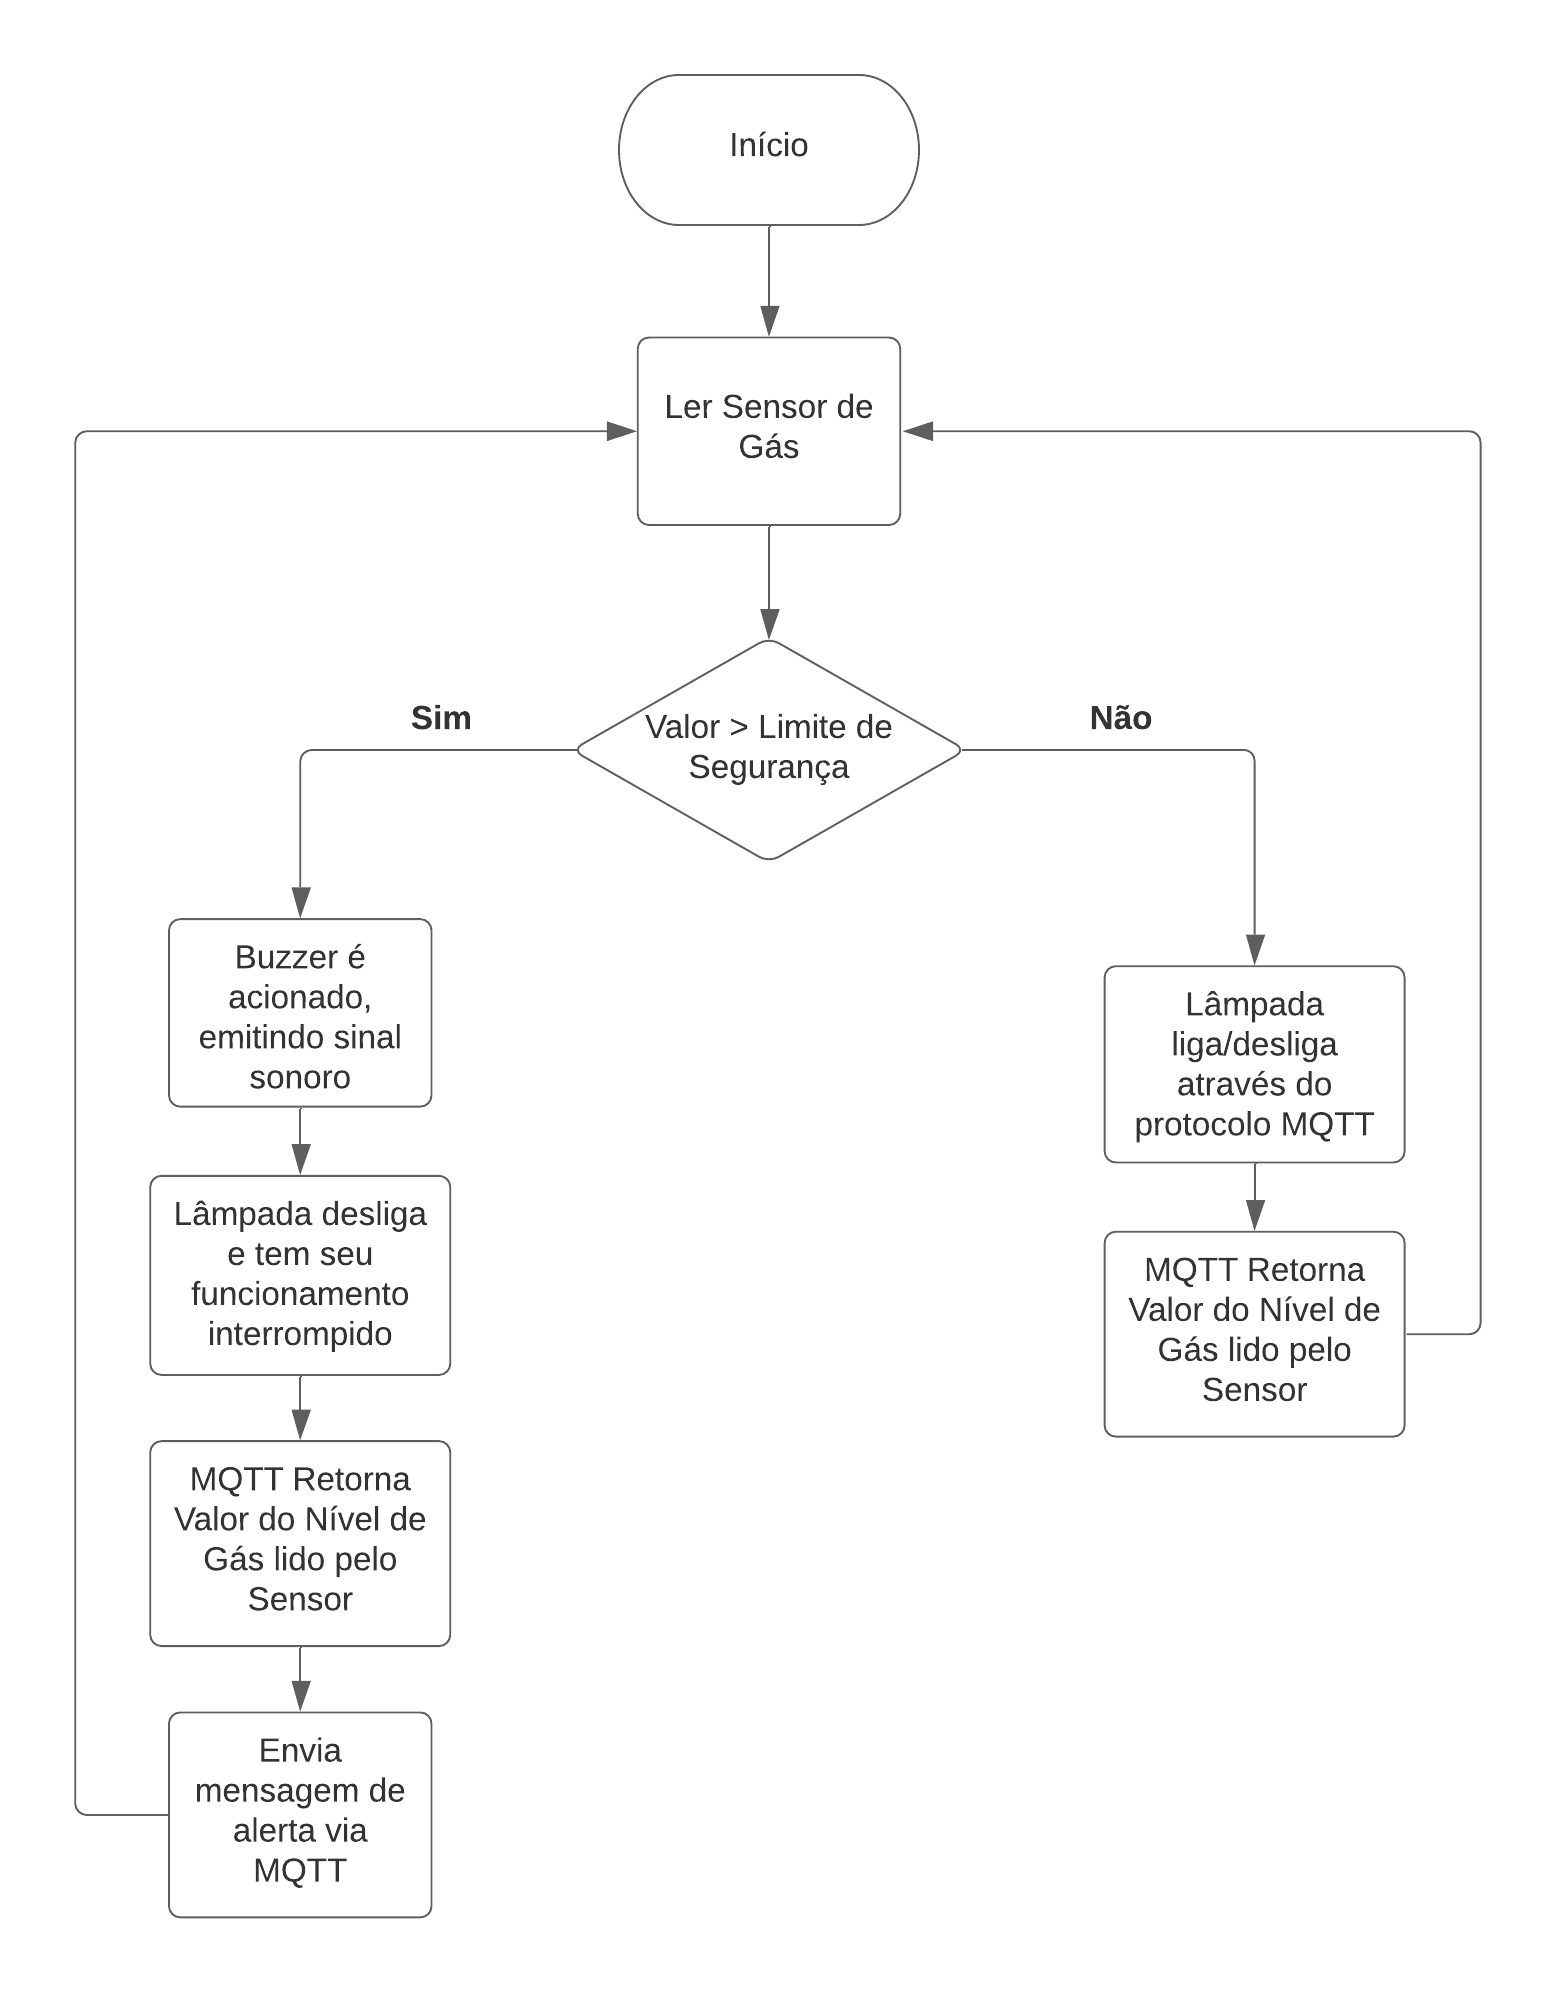 Início
Ler Sensor de
Gás
Valor > Limite de
Segurança
Sim
Não
Buzzer é
acionado,
emitindo sinal
sonoro
Lâmpada desliga
e tem seu
funcionamento
interrompido
MQTT Retorna
Valor do Nível de
Gás lido pelo
Sensor
Envia
mensagem de
alerta via
MQTT
Lâmpada
liga/desliga
através do
protocolo MQTT
MQTT Retorna
Valor do Nível de
Gás lido pelo
Sensor